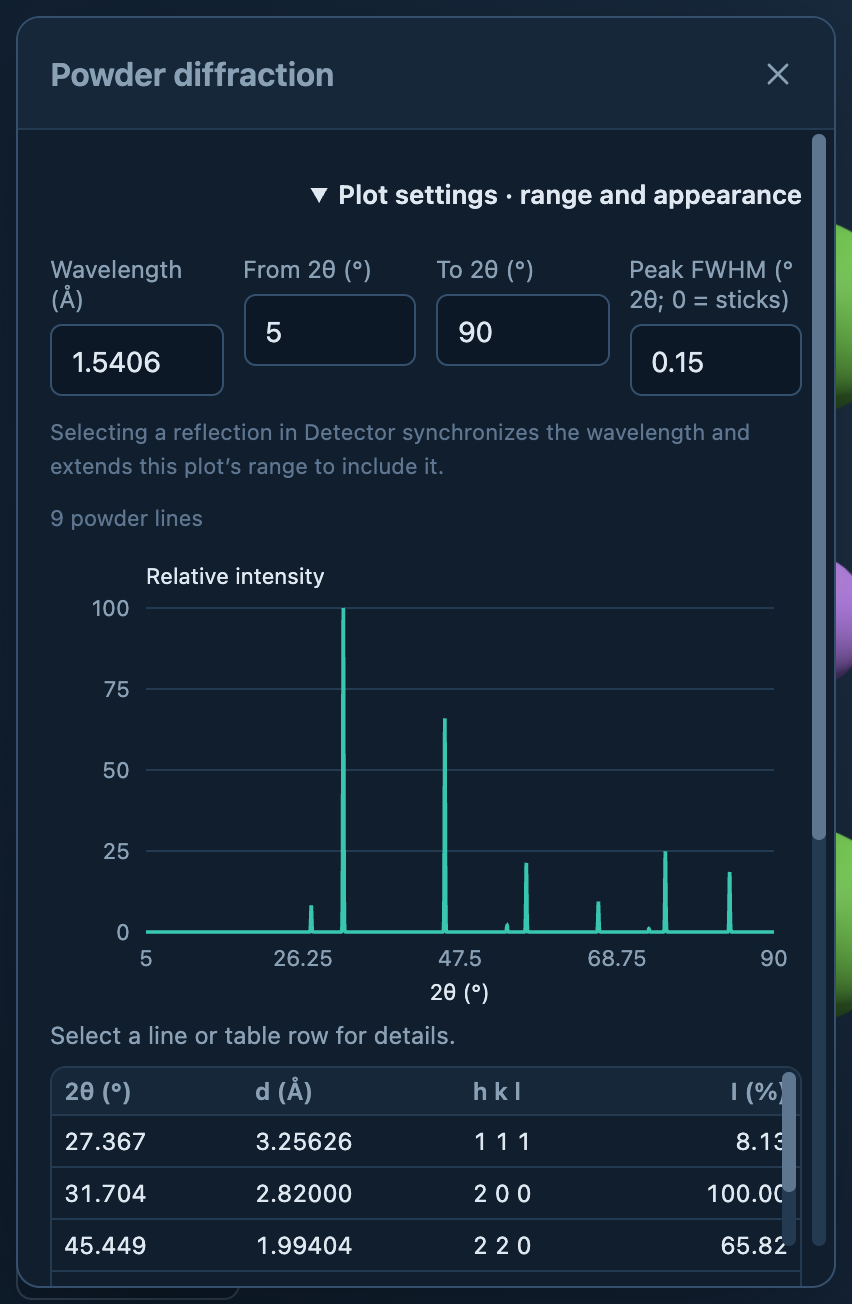 Powder diffraction
▼ Plot settings · range and appearance
Wavelength (Å)
From 2θ (°)
To 2θ (°)
Peak FWHM (° 2θ; 0 = sticks)
1.5406
5
90
0.15
Selecting a reflection in Detector synchronizes the wavelength and
extends this plot’s range to include it.
9 powder lines
Relative intensity
100
75
50
25
0
5 26.25 47.5 68.75 90
2θ (°)
Select a line or table row for details.
2θ (°) d (Å) h k l I (%)
27.367 3.25626 1 1 1 8.13
31.704 2.82000 2 0 0 100.00
45.449 1.99404 2 2 0 65.82